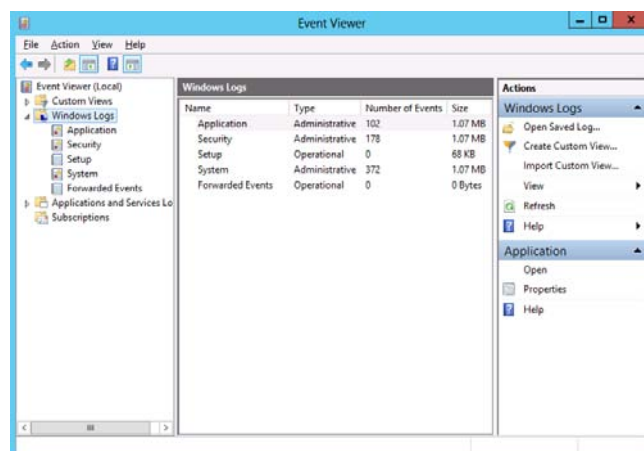 Event Viewer
File Action View Help
Event Viewer (Local)
Custom Views
Windows Logs
Application
Security
Setup
System
Forwarded Events
Applications and Services Lo
Subscriptions
Windows Logs
Name Type Number of Events Size
Application Administrative 102 1.07 MB
Security Administrative 178 1.07 MB
Setup Operational 0 68 KB
System Administrative 372 1.07 MB
Forwarded Events Operational 0 0 Bytes
Actions
Windows Logs
Open Saved Log...
Create Custom View...
Import Custom View...
View
Refresh
Help
Application
Open
Properties
Help